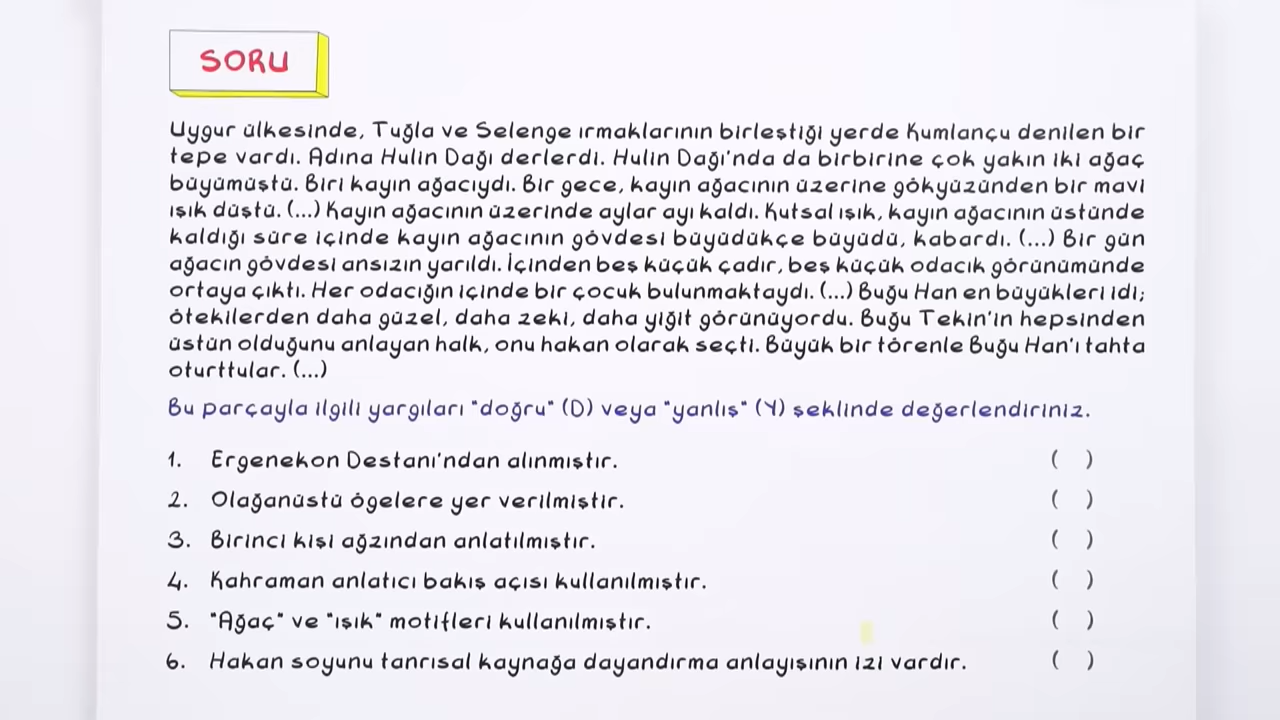 SORU
Uygur ülkesinde, Tuğla ve Selenge ırmaklarının birleştiği yerde Kumlançu denilen bir
tepe vardı. Adına Hulin Dağı derlerdi. Hulin Dağı'nda da birbirine çok yakın iki ağaç
büyümüştü. Biri kayın ağacıydı. Bir gece, kayın ağacının üzerine gökyüzünden bir mavi
ışık düştü. (...) Kayın ağacının üzerinde aylar ayı kaldı. Kutsal ışık, kayın ağacının üstünde
kaldığı süre içinde kayın ağacının gövdesi büyüdükçe büyüdü, kabardı. (...) Bir gün
ağacın gövdesi ansızın yarıldı. İçinden beş küçük çadır, beş küçük odacık görünümünde
ortaya çıktı. Her odacığın içinde bir çocuk bulunmaktaydı. (...) Buğu Han en büyükleri idi;
ötekilerden daha güzel, daha zeki, daha yiğit görünüyordu. Buğu Tekin'in hepsinden
üstün olduğunu anlayan halk, onu hakan olarak seçti. Büyük bir törenle Buğu Han'ı tahta
oturttular. (...)
Bu parçayla ilgili yargıları "doğru" (D) veya "yanlış" (Y) şeklinde değerlendiriniz.
1. Ergenekon Destanı'ndan alınmıştır. ( )
2. Olağanüstü ögelere yer verilmiştir. ( )
3. Birinci kişi ağzından anlatılmıştır. ( )
4. Kahraman anlatıcı bakış açısı kullanılmıştır. ( )
5. "Ağaç" ve "ışık" motifleri kullanılmıştır. ( )
6. Hakan soyunu tanrısal kaynağa dayandırma anlayışının izi vardır. ( )